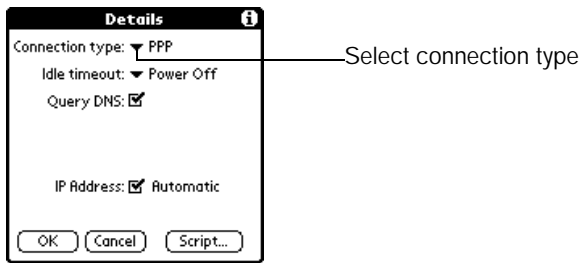 Details
Connection type: PPP
Select connection type
Idle timeout: Power Off
Query DNS:
IP Address: Automatic
OK Cancel Script...